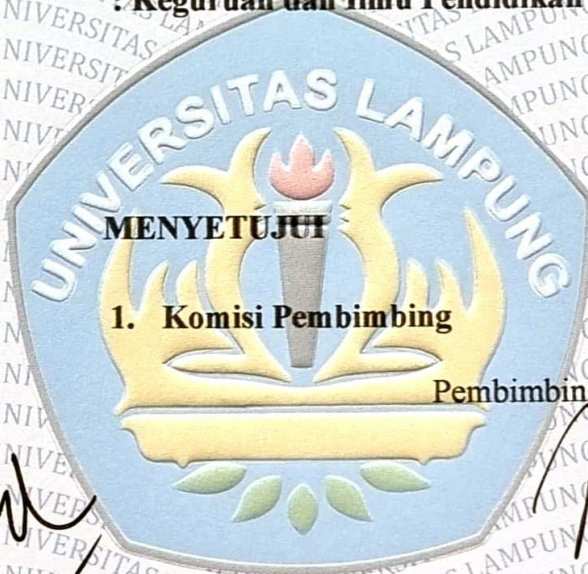 : Keguruan dan Ilmu Pendidikan
UNIVERSITAS LAMPUNG
MENYETUJUI
1. Komisi Pembimbing
Pembimbin